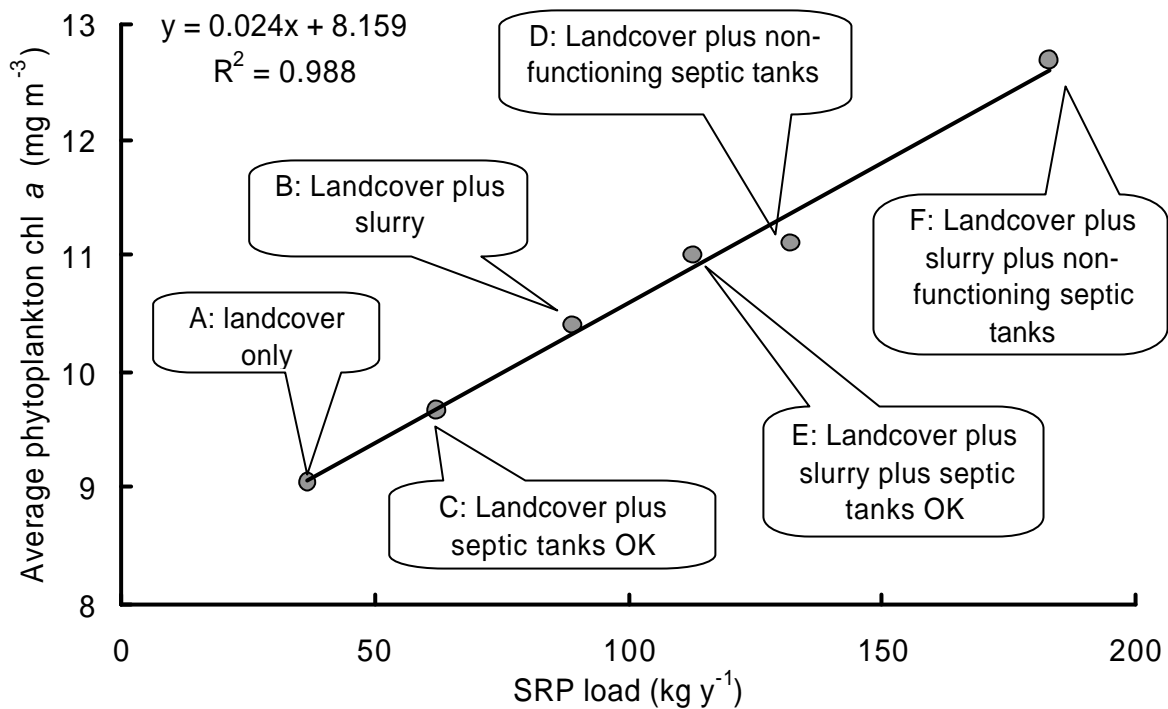 y = 0.024x + 8.159
R² = 0.988
Average phytoplankton chl a (mg m⁻³)
13
12
11
10
9
8
D: Landcover plus non-
functioning septic tanks
B: Landcover plus
slurry
F: Landcover plus
slurry plus non-
functioning septic
tanks
A: landcover
only
E: Landcover plus
slurry plus septic
tanks OK
C: Landcover plus
septic tanks OK
0
50
100
150
200
SRP load (kg y⁻¹)